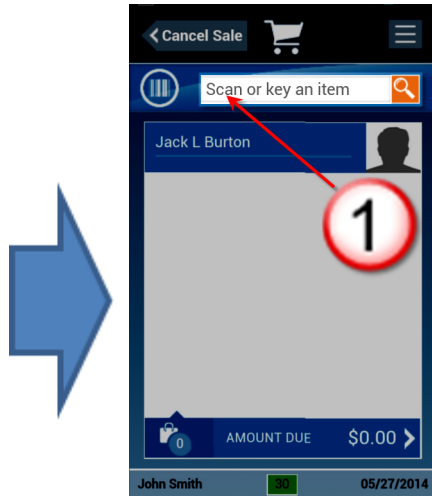 Cancel Sale
Scan or key an item
Jack L Burton
1
0 AMOUNT DUE $0.00
John Smith 30 05/27/2014